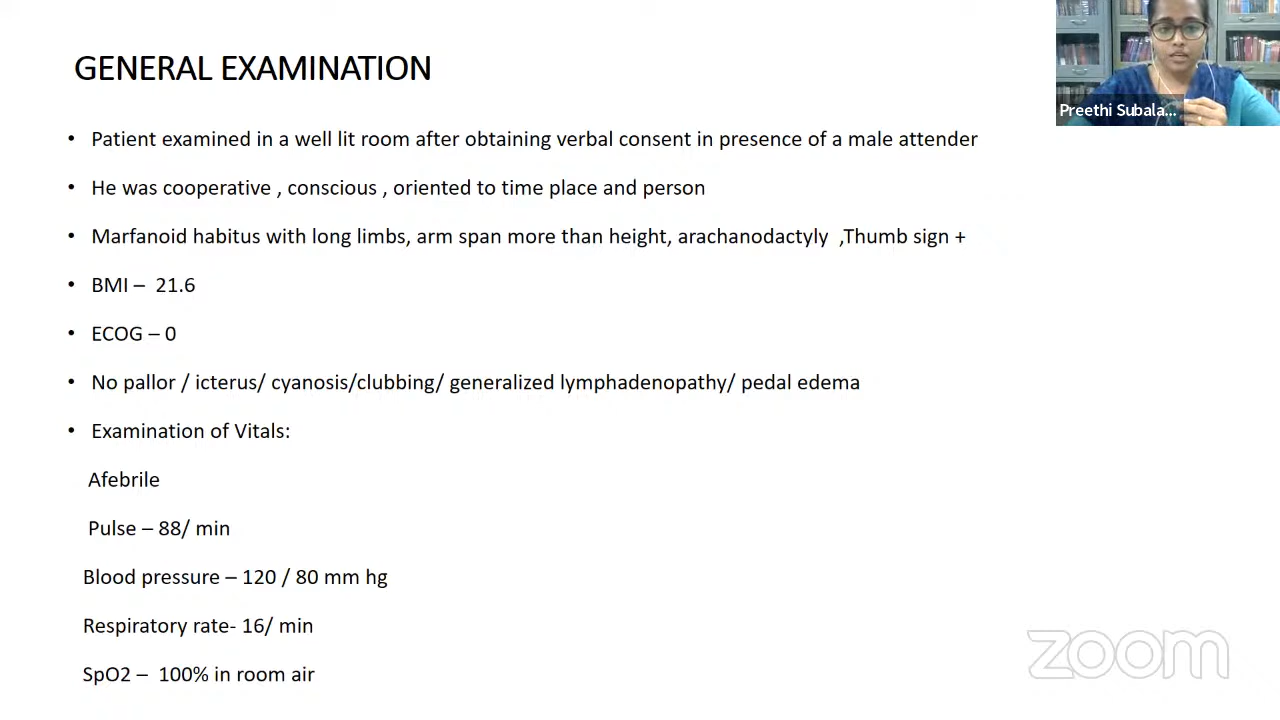 GENERAL EXAMINATION
Preethi Subala...
• Patient examined in a well lit room after obtaining verbal consent in presence of a male attender
• He was cooperative , conscious , oriented to time place and person
• Marfanoid habitus with long limbs, arm span more than height, arachanodactyly ,Thumb sign +
• BMI – 21.6
• ECOG – 0
• No pallor / icterus/ cyanosis/clubbing/ generalized lymphadenopathy/ pedal edema
• Examination of Vitals:
Afebrile
Pulse – 88/ min
Blood pressure – 120 / 80 mm hg
Respiratory rate- 16/ min
SpO2 – 100% in room air
zoom